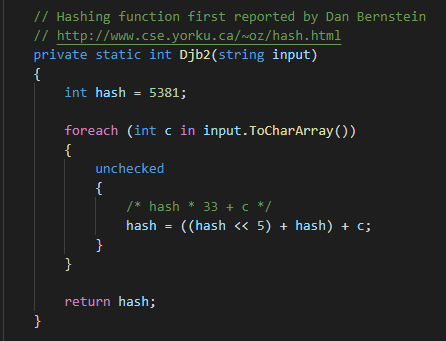 // Hashing function first reported by Dan Bernstein
// http://www.cse.yorku.ca/~oz/hash.html
private static int Djb2(string input)
{
    int hash = 5381;

    foreach (int c in input.ToCharArray())
    {
        unchecked
        {
            /* hash * 33 + c */
            hash = ((hash << 5) + hash) + c;
        }
    }

    return hash;
}